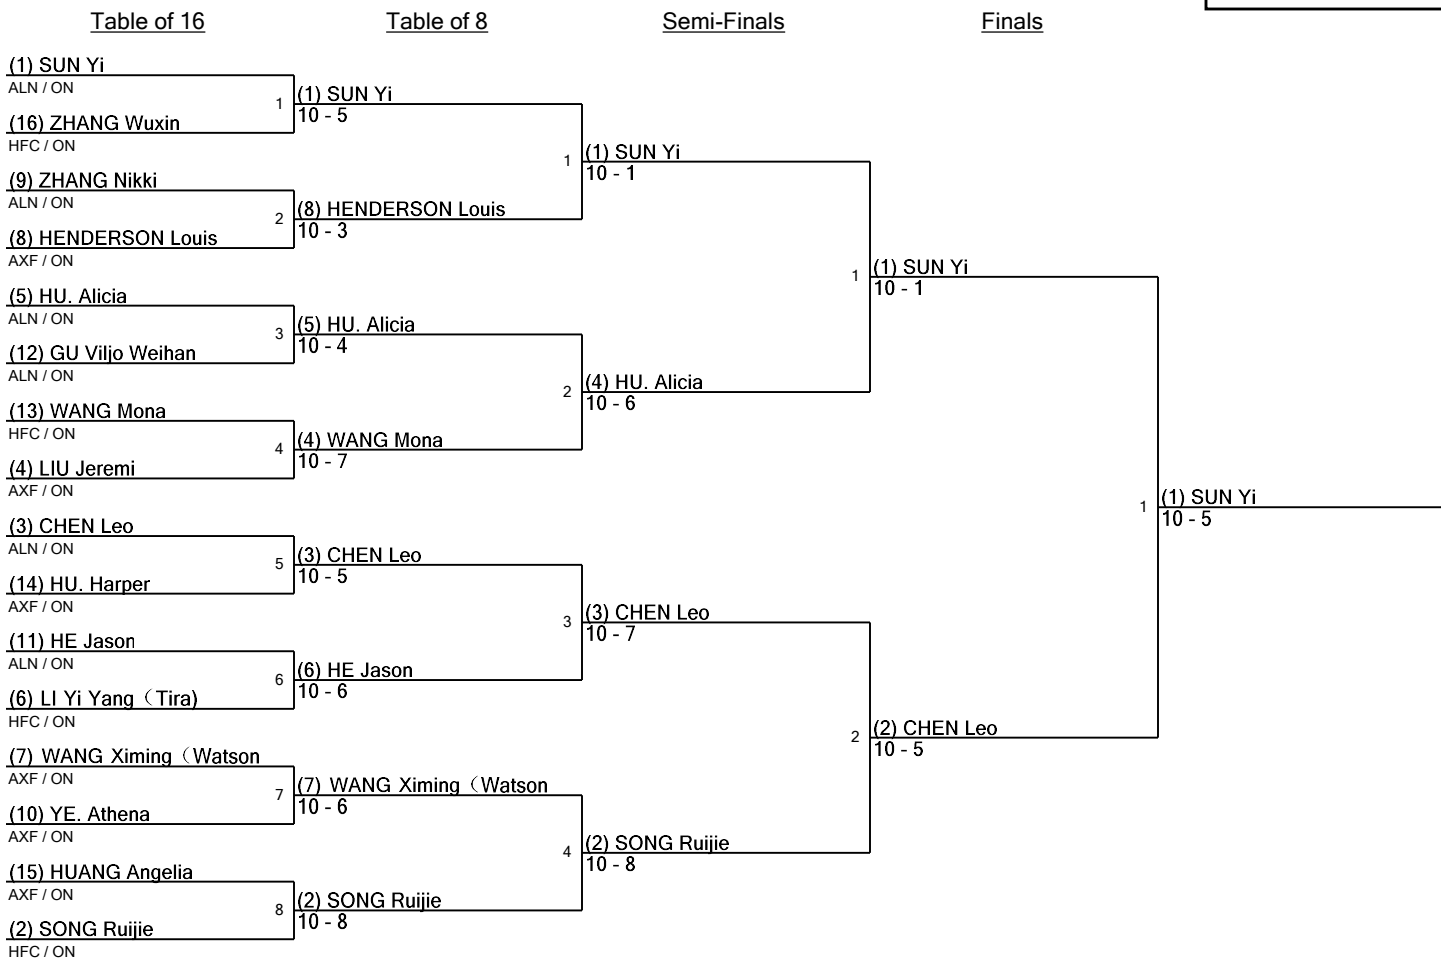 Table of 16
Table of 8
Semi-Finals
Finals
(1) SUN Yi
ALN / ON
(16) ZHANG Wuxin
HFC / ON
(9) ZHANG Nikki
ALN / ON
(8) HENDERSON Louis
AXF / ON
(5) HU. Alicia
ALN / ON
(12) GU Viljo Weihan
ALN / ON
(13) WANG Mona
HFC / ON
(4) LIU Jeremi
AXF / ON
(3) CHEN Leo
ALN / ON
(14) HU. Harper
AXF / ON
(11) HE Jason
ALN / ON
(6) LI Yi Yang（Tira)
HFC / ON
(7) WANG Ximing（Watson
AXF / ON
(10) YE. Athena
AXF / ON
(15) HUANG Angelia
AXF / ON
(2) SONG Ruijie
HFC / ON
1
(1) SUN Yi
10 - 5
2
(8) HENDERSON Louis
10 - 3
3
(5) HU. Alicia
10 - 4
4
(4) WANG Mona
10 - 7
5
(3) CHEN Leo
10 - 5
6
(6) HE Jason
10 - 6
7
(7) WANG Ximing（Watson
10 - 6
8
(2) SONG Ruijie
10 - 8
1
(1) SUN Yi
10 - 1
2
(4) HU. Alicia
10 - 6
3
(3) CHEN Leo
10 - 7
4
(2) SONG Ruijie
10 - 8
1
(1) SUN Yi
10 - 1
2
(2) CHEN Leo
10 - 5
1
(1) SUN Yi
10 - 5